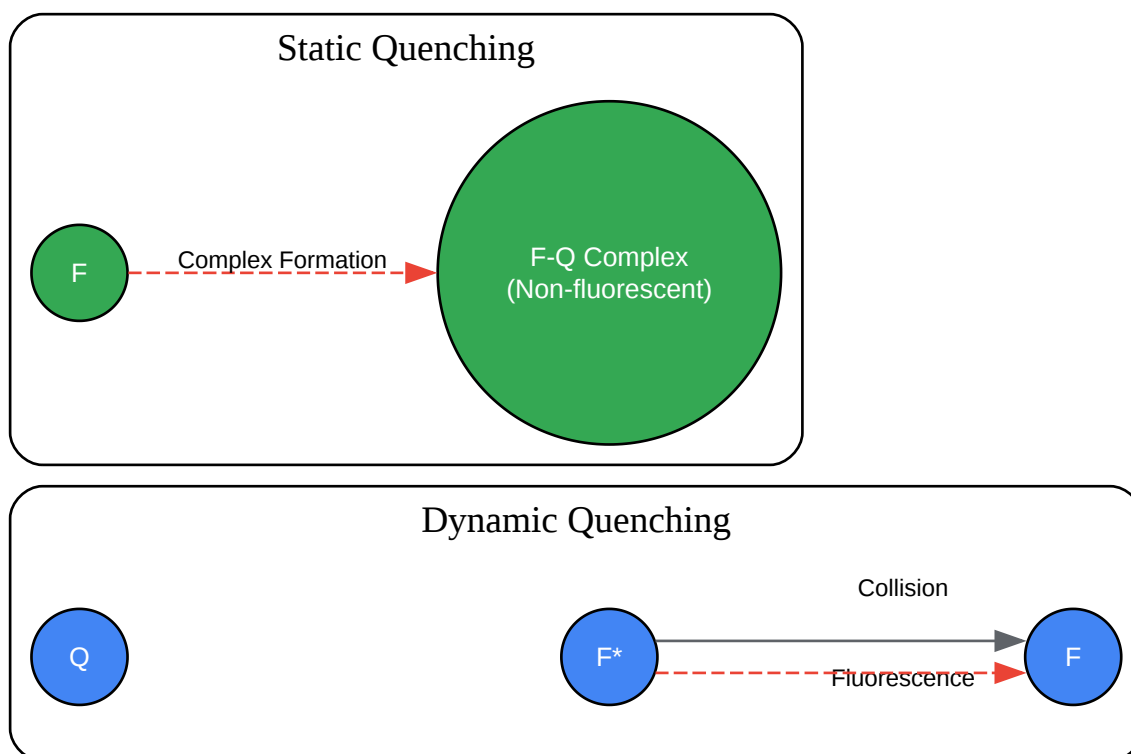 Static Quenching
F
Complex Formation
F-Q Complex
(Non-fluorescent)
Dynamic Quenching
Collision
Q
F*
F
Fluorescence